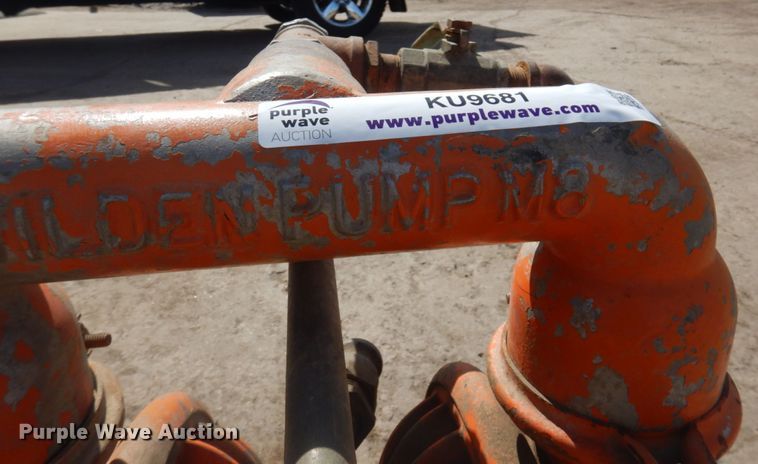 KU9681
purple
wave
AUCTION
www.purplewave.com
ILDEN PUMP M8
Purple Wave Auction